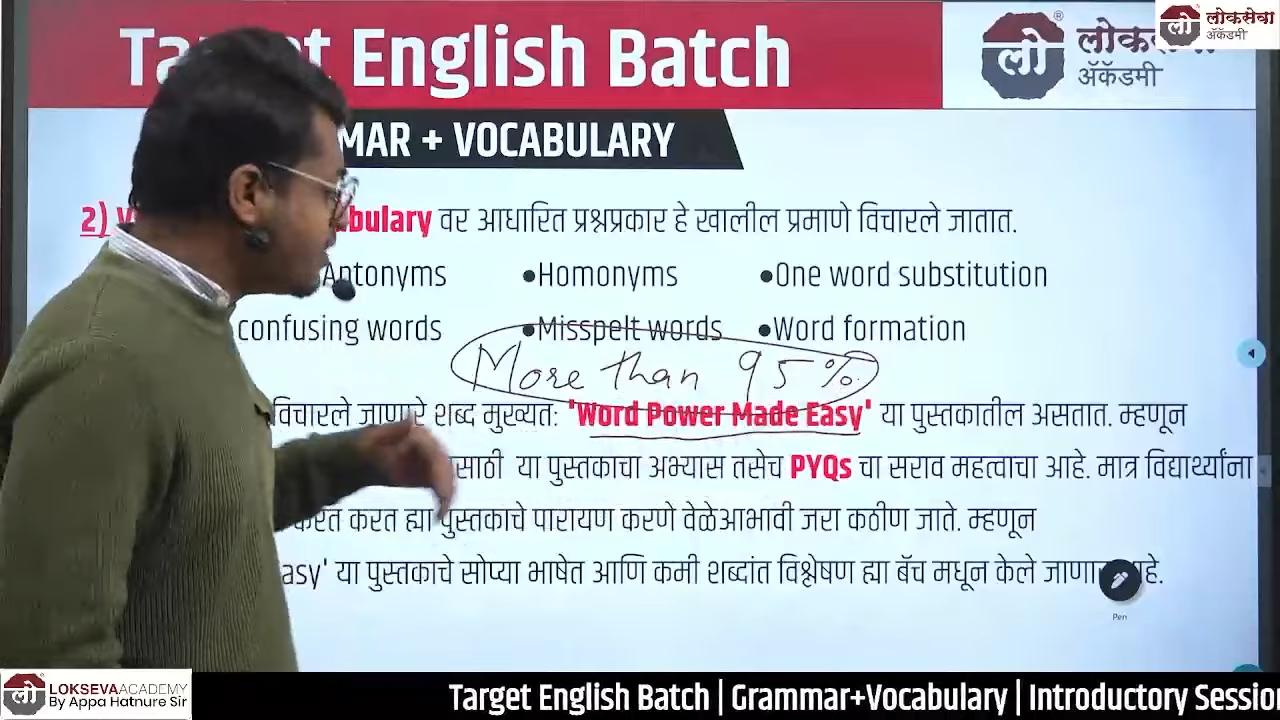 Target English Batch
लो
®
लो
लोकसेवा
ॲकॅडमी
ॲकॅडमी
MAR + VOCABULARY
2) V bulary वर आधारित प्रश्नप्रकार हे खालील प्रमाणे विचारले जातात.
Antonyms •Homonyms •One word substitution
confusing words •Misspelt words •Word formation
More than 95%
विचारले जाणारे शब्द मुख्यतः 'Word Power Made Easy' या पुस्तकातील असतात. म्हणून
साठी या पुस्तकाचा अभ्यास तसेच PYQs चा सराव महत्वाचा आहे. मात्र विद्यार्थ्यांना
करत करत ह्या पुस्तकाचे पारायण करणे वेळेआभावी जरा कठीण जाते. म्हणून
asy' या पुस्तकाचे सोप्या भाषेत आणि कमी शब्दांत विश्लेषण ह्या बॅच मधून केले
Pen
लो LOKSEVA ACADEMY
By Appa Hatnure Sir
Target English Batch | Grammar+Vocabulary | Introductory Sessio